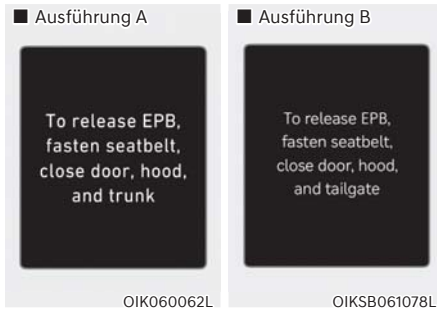 ■ Ausführung A
To release EPB,
fasten seatbelt,
close door, hood,
and trunk
OIK060062L
■ Ausführung B
To release EPB,
fasten seatbelt,
close door, hood,
and tailgate
OIKSB061078L